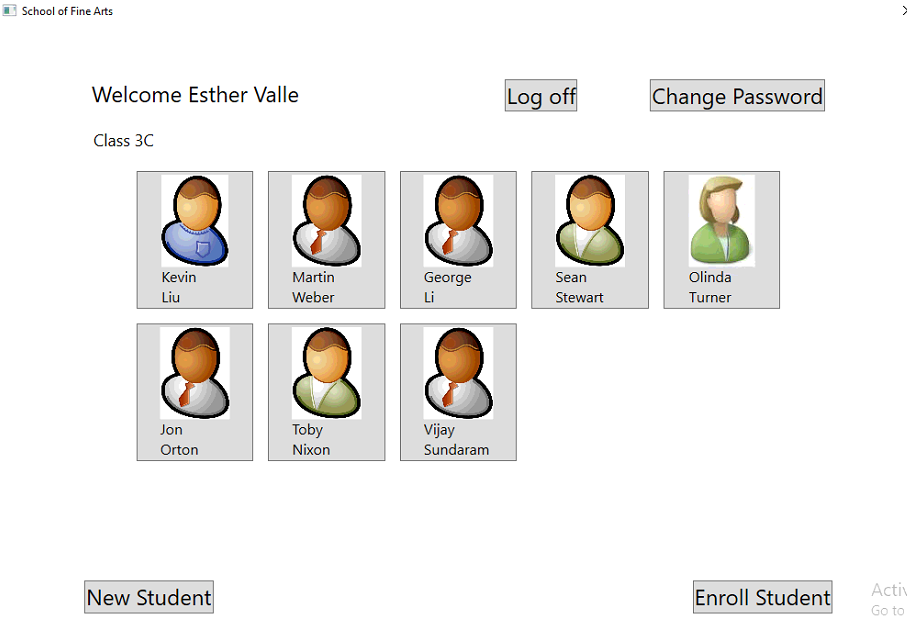 School of Fine Arts
Welcome Esther Valle
Log off
Change Password
Class 3C
Kevin
Liu
Martin
Weber
George
Li
Sean
Stewart
Olinda
Turner
Jon
Orton
Toby
Nixon
Vijay
Sundaram
New Student
Enroll Student
Go to